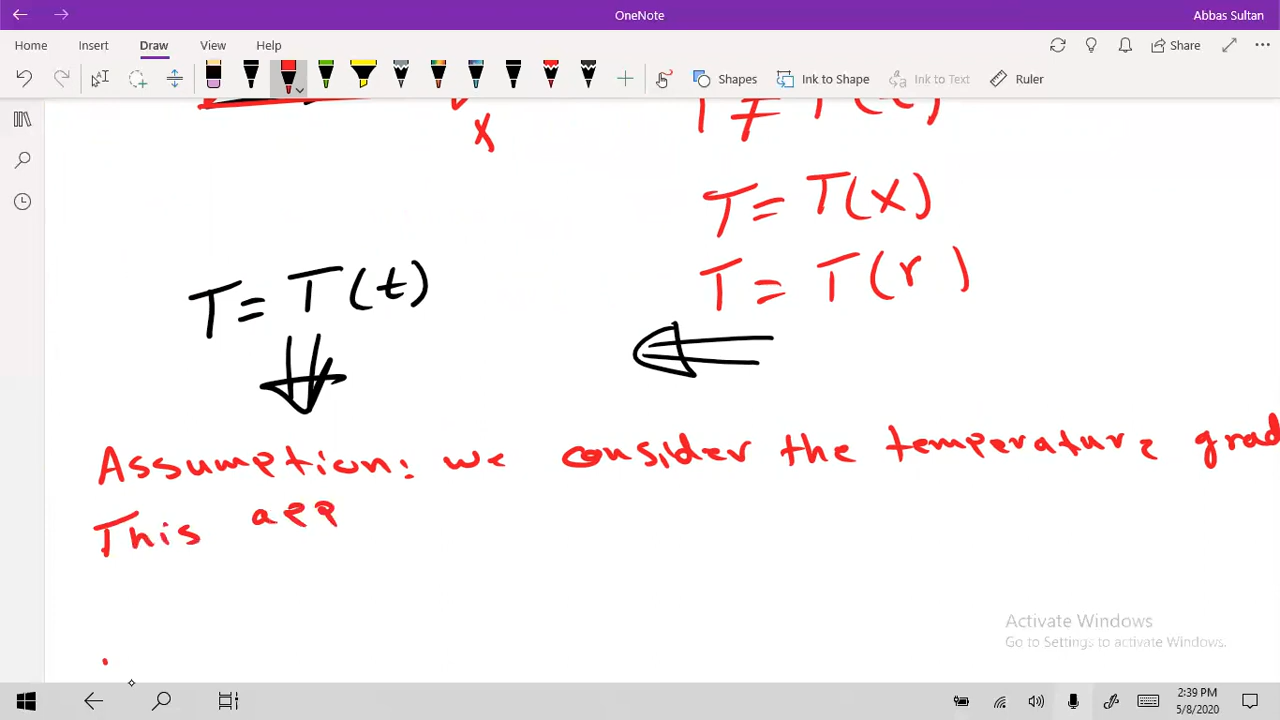 OneNote
Abbas Sultan
Home Insert Draw View Help
Share
Shapes Ink to Shape Ink to Text Ruler
x
T = T(x)
T = T(r )
T = T(t)
Assumption: we consider the temperature grad
This app
Activate Windows
Go to Settings to activate Windows.
2:39 PM
5/8/2020